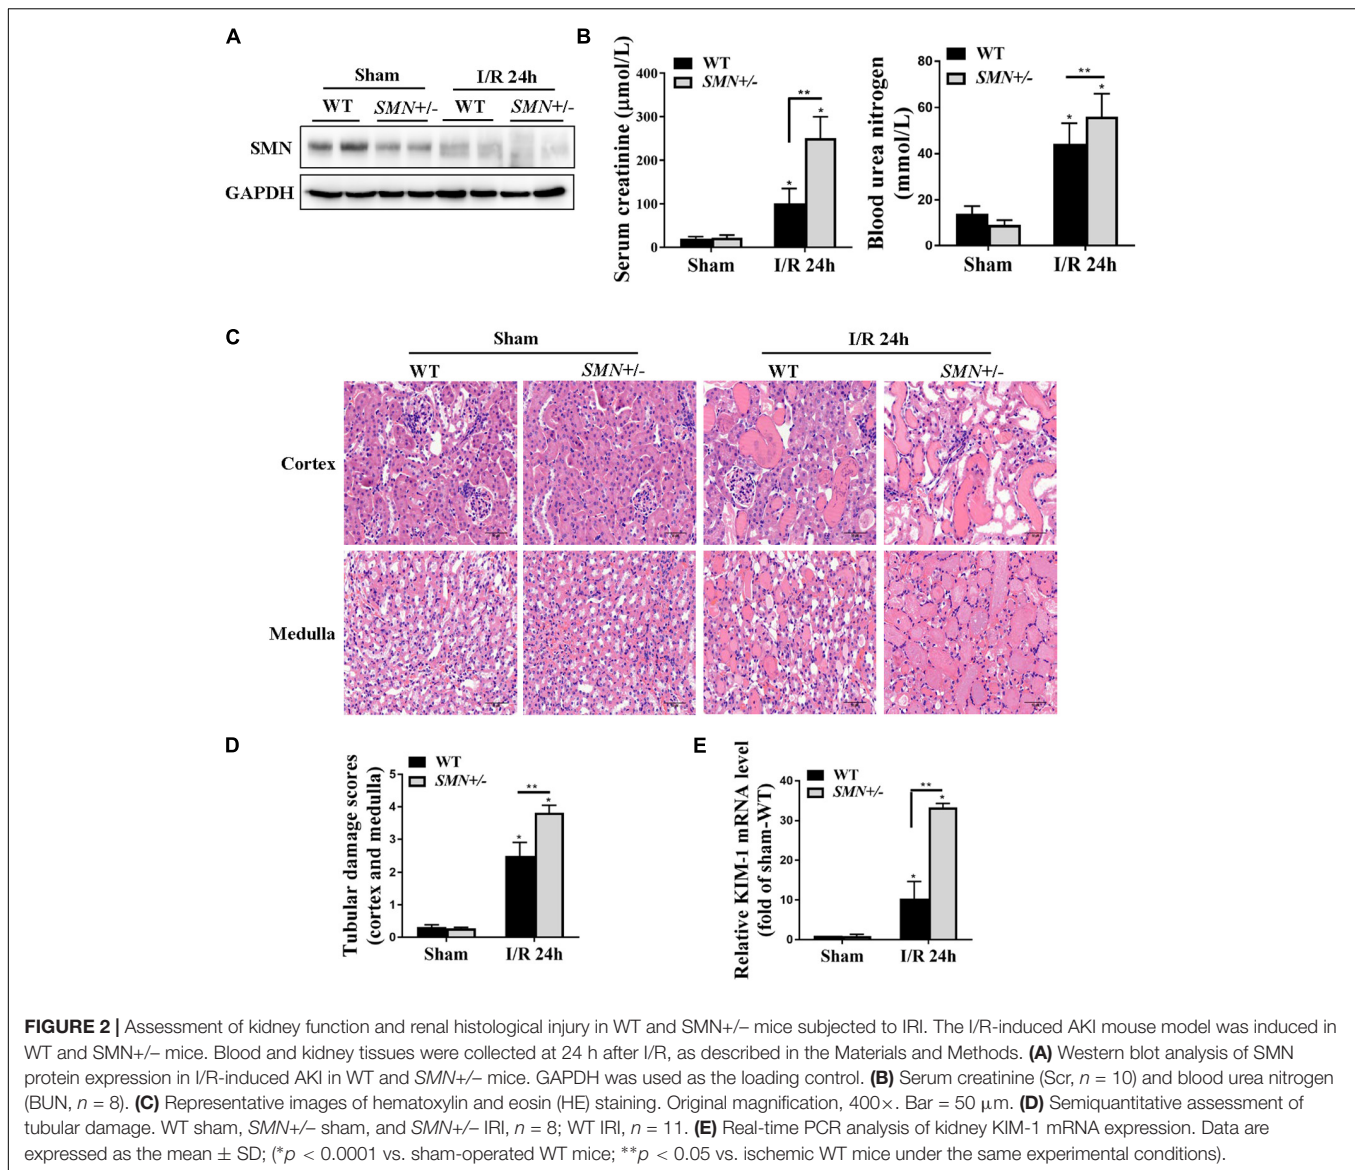 A
Sham
I/R 24h
WT
SMN+/-
WT
SMN+/-
SMN
GAPDH
B
Serum creatinine (μmol/L)
400
300
200
100
0
WT
SMN+/-
**
*
*
Sham
I/R 24h
Blood urea nitrogen
(mmol/L)
80
60
40
20
0
WT
SMN+/-
**
*
*
Sham
I/R 24h
C
Sham
I/R 24h
WT
SMN+/-
WT
SMN+/-
Cortex
Medulla
D
Tubular damage scores
(cortex and medulla)
5
4
3
2
1
0
WT
SMN+/-
**
*
*
Sham
I/R 24h
E
Relative KIM-1 mRNA level
(fold of sham-WT)
40
30
20
10
0
WT
SMN+/-
**
*
*
Sham
I/R 24h
FIGURE 2 | Assessment of kidney function and renal histological injury in WT and SMN+/− mice subjected to IRI. The I/R-induced AKI mouse model was induced in
WT and SMN+/− mice. Blood and kidney tissues were collected at 24 h after I/R, as described in the Materials and Methods. (A) Western blot analysis of SMN
protein expression in I/R-induced AKI in WT and SMN+/− mice. GAPDH was used as the loading control. (B) Serum creatinine (Scr, n = 10) and blood urea nitrogen
(BUN, n = 8). (C) Representative images of hematoxylin and eosin (HE) staining. Original magnification, 400×. Bar = 50 μm. (D) Semiquantitative assessment of
tubular damage. WT sham, SMN+/− sham, and SMN+/− IRI, n = 8; WT IRI, n = 11. (E) Real-time PCR analysis of kidney KIM-1 mRNA expression. Data are
expressed as the mean ± SD; (*p < 0.0001 vs. sham-operated WT mice; **p < 0.05 vs. ischemic WT mice under the same experimental conditions).